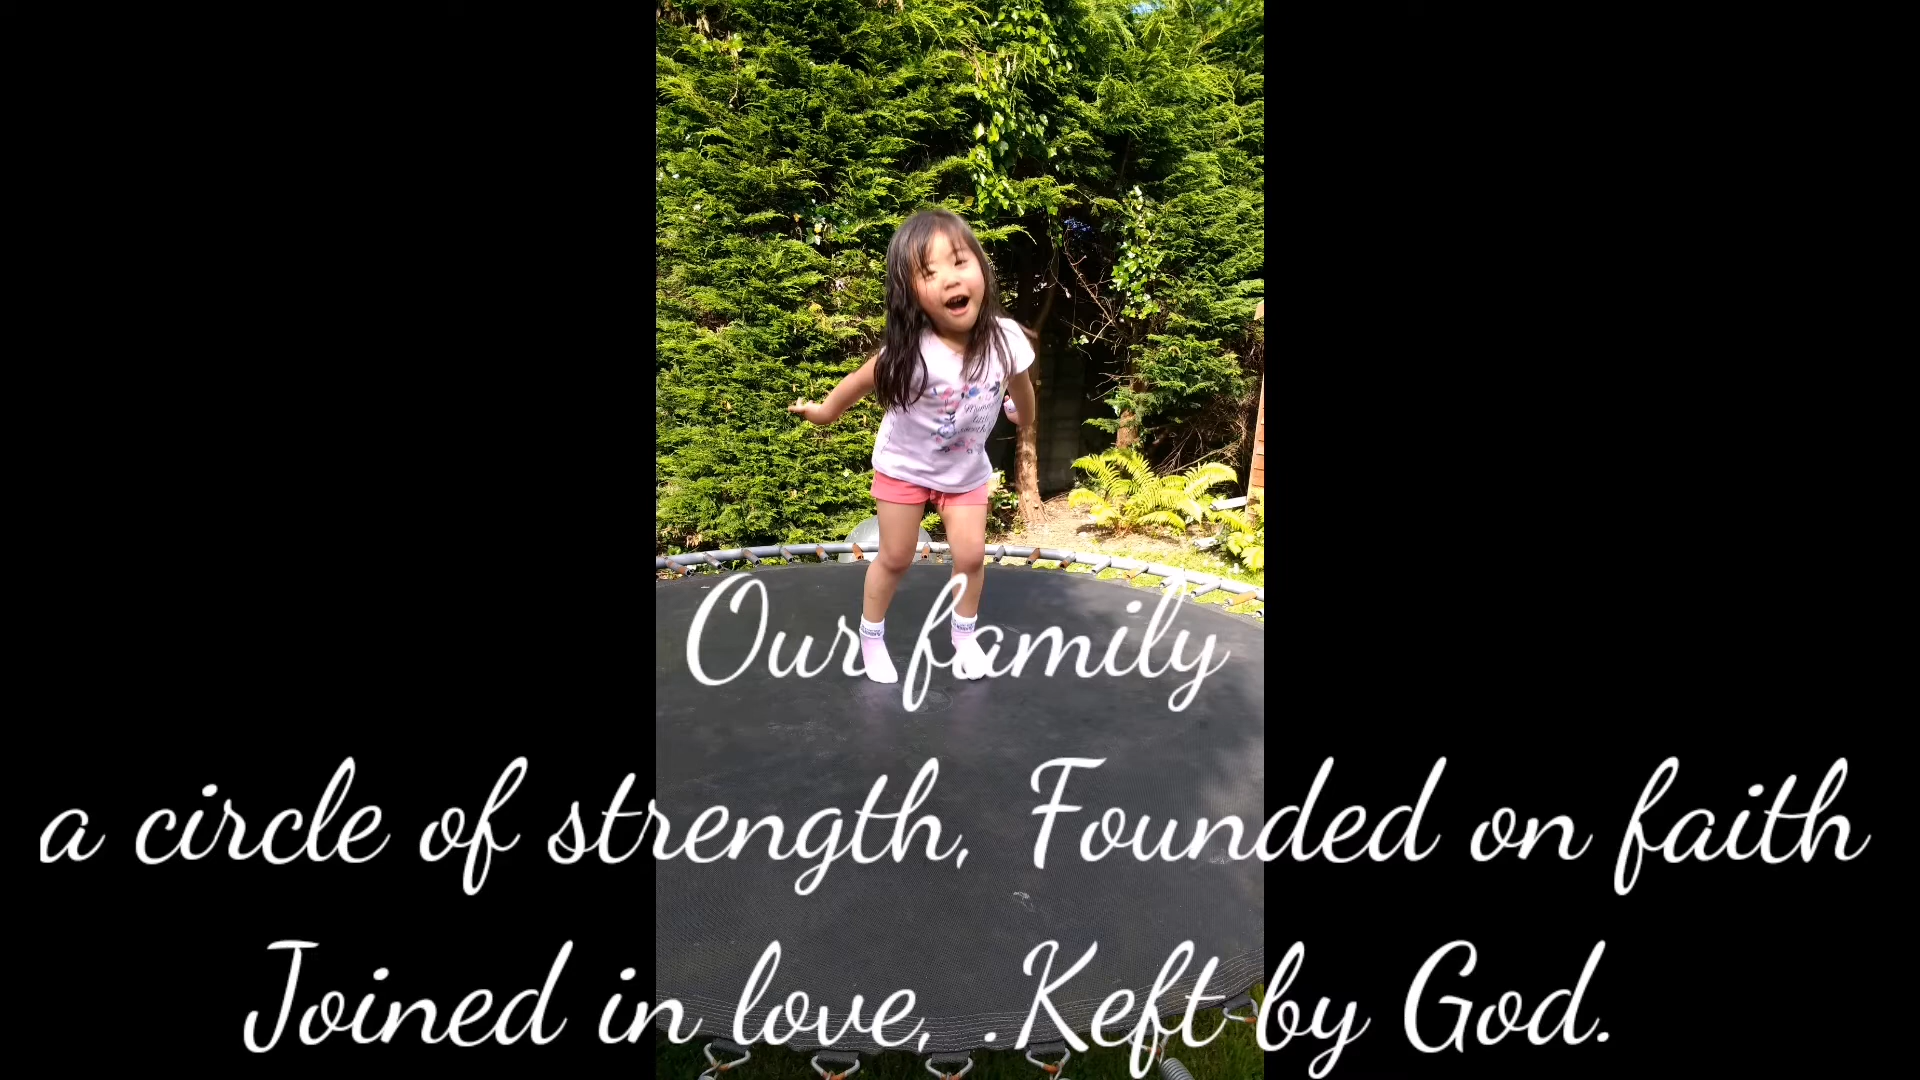 Our family
a circle of strength, Founded on faith
Joined in love, .Keft by God.